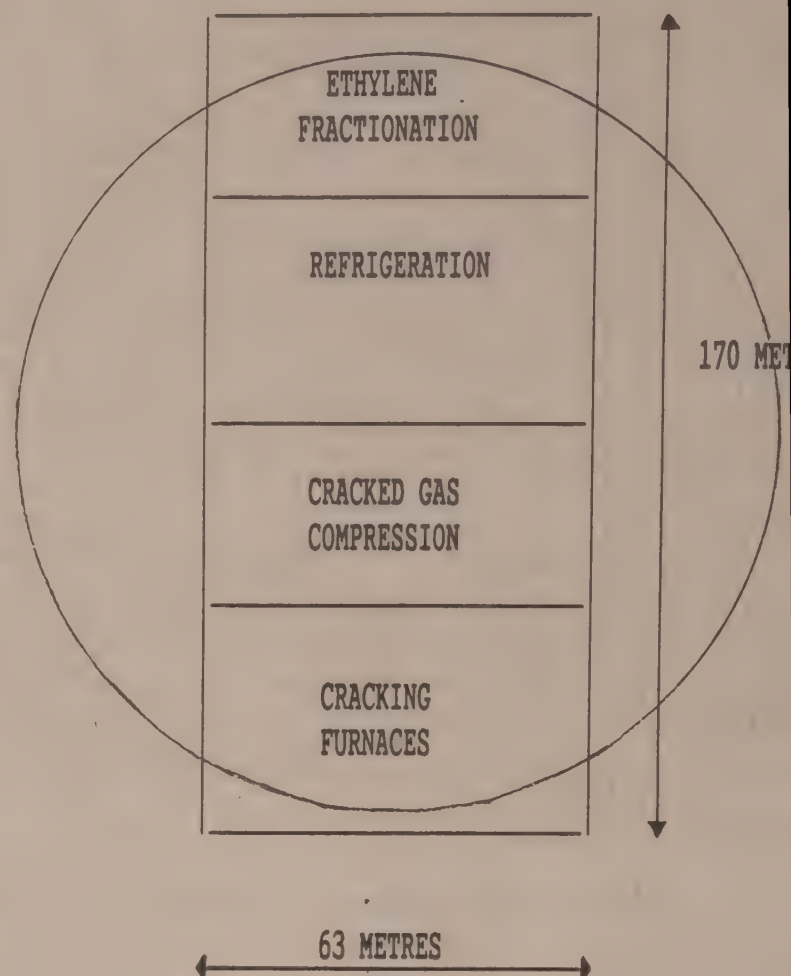 ETHYLENE
FRACTIONATION
REFRIGERATION
170 MET
CRACKED GAS
COMPRESSION
CRACKING
FURNACES
63 METRES